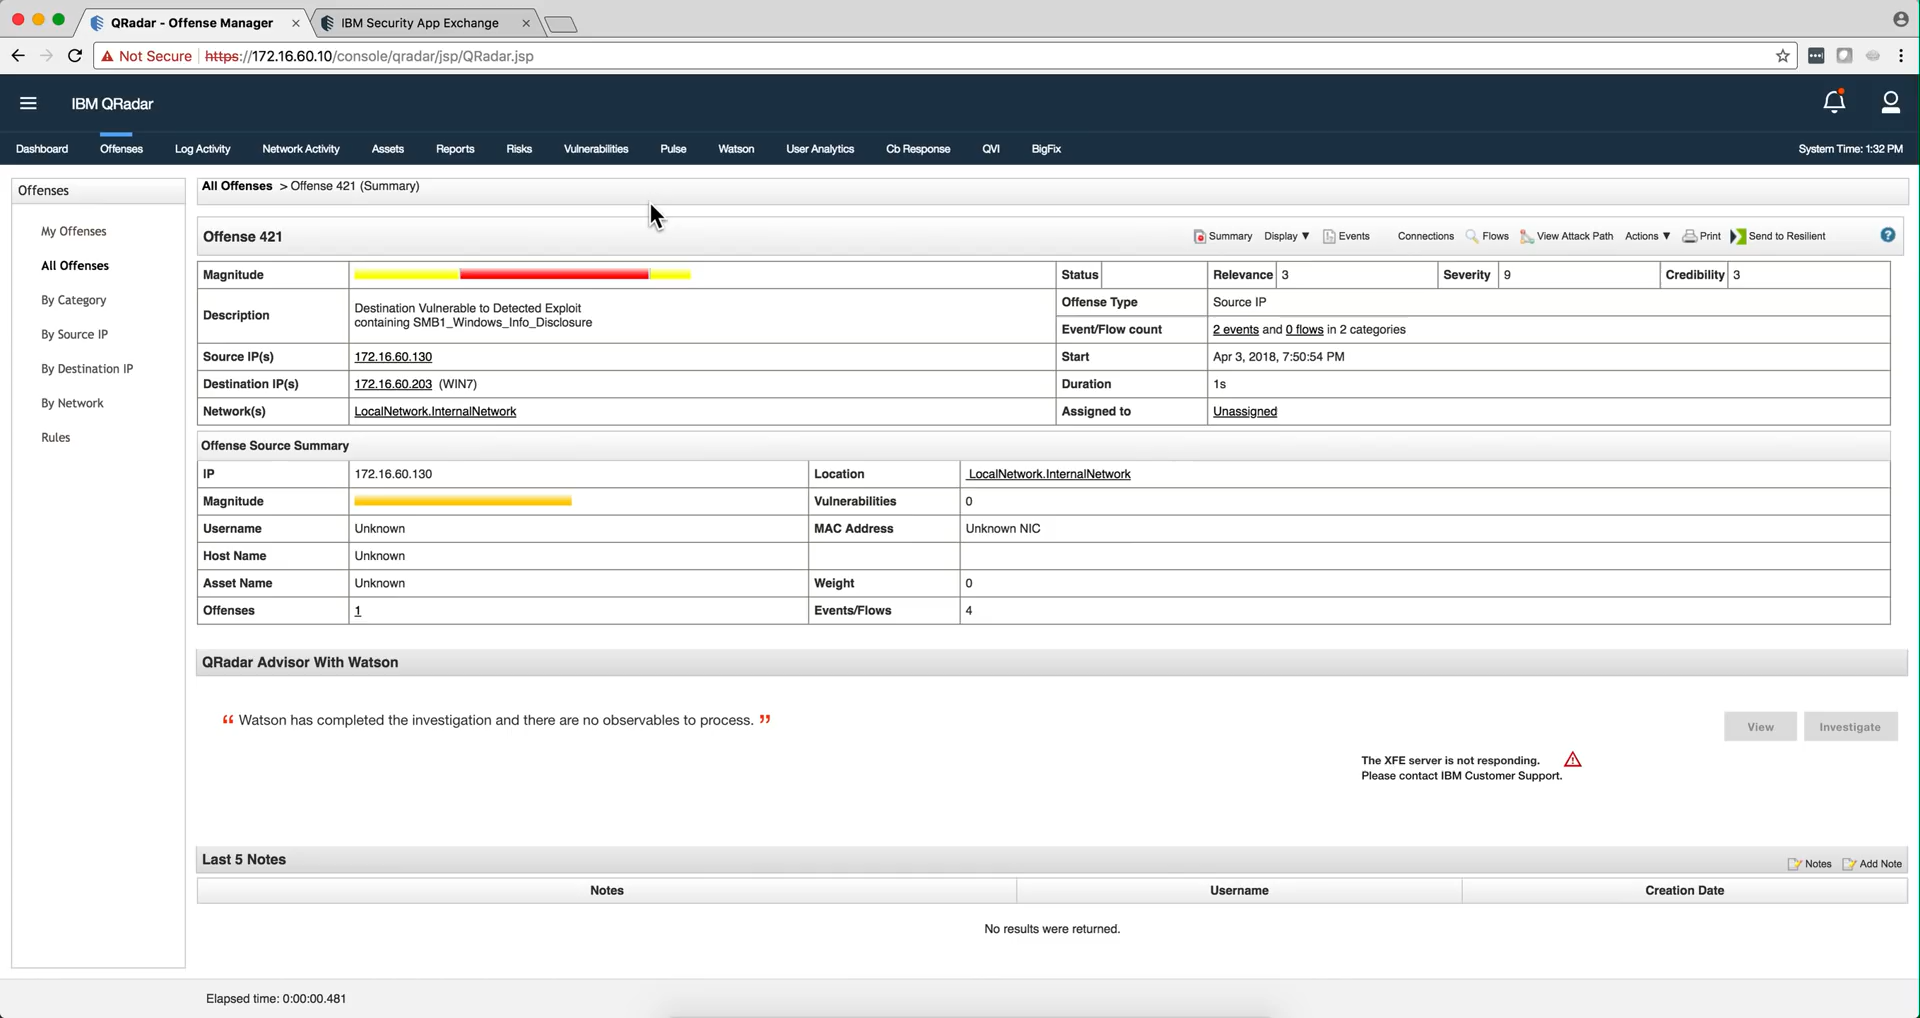 QRadar - Offense Manager
IBM Security App Exchange
Not Secure https://172.16.60.10/console/qradar/jsp/QRadar.jsp
IBM QRadar
Dashboard Offenses Log Activity Network Activity Assets Reports Risks Vulnerabilities Pulse Watson User Analytics Cb Response QVI BigFix System Time: 1:32 PM
Offenses
My Offenses
All Offenses
By Category
By Source IP
By Destination IP
By Network
Rules
All Offenses > Offense 421 (Summary)
Offense 421 Summary Display ▼ Events Connections Flows View Attack Path Actions ▼ Print Send to Resilient ?
Magnitude Status Relevance 3 Severity 9 Credibility 3
Description
Destination Vulnerable to Detected Exploit
containing SMB1_Windows_Info_Disclosure
Offense Type Source IP
Event/Flow count 2 events and 0 flows in 2 categories
Source IP(s) 172.16.60.130 Start Apr 3, 2018, 7:50:54 PM
Destination IP(s) 172.16.60.203 (WIN7) Duration 1s
Network(s) LocalNetwork.InternalNetwork Assigned to Unassigned
Offense Source Summary
IP 172.16.60.130 Location LocalNetwork.InternalNetwork
Magnitude Vulnerabilities 0
Username Unknown MAC Address Unknown NIC
Host Name Unknown
Asset Name Unknown Weight 0
Offenses 1 Events/Flows 4
QRadar Advisor With Watson
“ Watson has completed the investigation and there are no observables to process. ”
View Investigate
The XFE server is not responding.
Please contact IBM Customer Support.
Last 5 Notes Notes Add Note
Notes Username Creation Date
No results were returned.
Elapsed time: 0:00:00.481